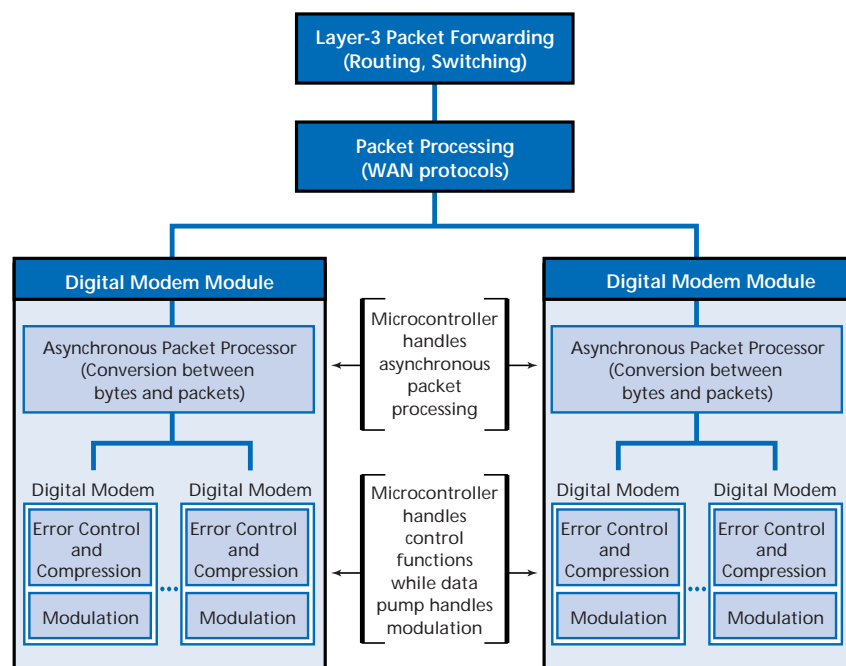 Layer-3 Packet Forwarding
(Routing, Switching)
Packet Processing
(WAN protocols)
Digital Modem Module
Asynchronous Packet Processor
(Conversion between
bytes and packets)
Digital Modem
Error Control
and
Compression
Modulation
...
Digital Modem
Error Control
and
Compression
Modulation
Microcontroller
handles
asynchronous
packet
processing
Microcontroller
handles
control
functions
while data
pump handles
modulation
Digital Modem Module
Asynchronous Packet Processor
(Conversion between
bytes and packets)
Digital Modem
Error Control
and
Compression
Modulation
...
Digital Modem
Error Control
and
Compression
Modulation